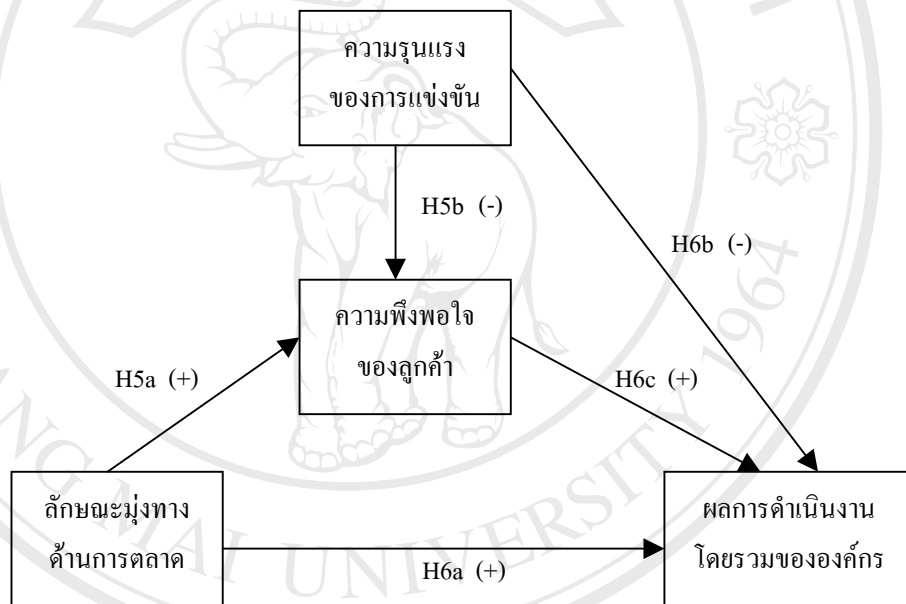 ความรุนแรง
ของการแข่งขัน
H5b (-)
H6b (-)
ความพึงพอใจ
ของลูกค้า
H5a (+)
H6c (+)
ลักษณะมุ่งทาง
ด้านการตลาด
H6a (+)
ผลการดำเนินงาน
โดยรวมขององค์กร
NG MAI UNIVERSITY 1964